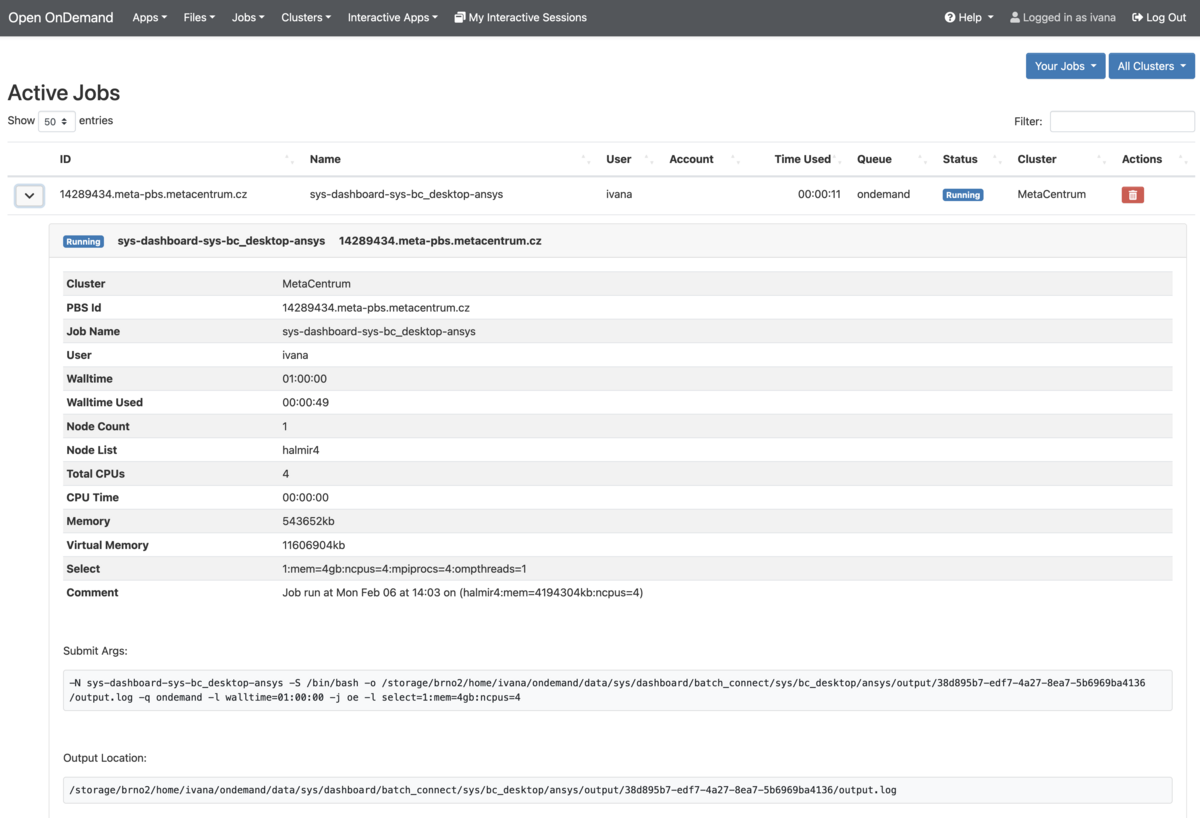 Open OnDemand Apps Files Jobs Clusters Interactive Apps My Interactive Sessions Help Logged in as ivana Log Out
Your Jobs All Clusters
Active Jobs
Show 50 entries Filter:
ID Name User Account Time Used Queue Status Cluster Actions
14289434.meta-pbs.metacentrum.cz sys-dashboard-sys-bc_desktop-ansys ivana 00:00:11 ondemand Running MetaCentrum
Running sys-dashboard-sys-bc_desktop-ansys 14289434.meta-pbs.metacentrum.cz
Cluster MetaCentrum
PBS Id 14289434.meta-pbs.metacentrum.cz
Job Name sys-dashboard-sys-bc_desktop-ansys
User ivana
Walltime 01:00:00
Walltime Used 00:00:49
Node Count 1
Node List halmir4
Total CPUs 4
CPU Time 00:00:00
Memory 543652kb
Virtual Memory 11606904kb
Select 1:mem=4gb:ncpus=4:mpiprocs=4:ompthreads=1
Comment Job run at Mon Feb 06 at 14:03 on (halmir4:mem=4194304kb:ncpus=4)
Submit Args:
-N sys-dashboard-sys-bc_desktop-ansys -S /bin/bash -o /storage/brno2/home/ivana/ondemand/data/sys/dashboard/batch_connect/sys/bc_desktop/ansys/output/38d895b7-edf7-4a27-8ea7-5b6969ba4136
/output.log -q ondemand -l walltime=01:00:00 -j oe -l select=1:mem=4gb:ncpus=4
Output Location:
/storage/brno2/home/ivana/ondemand/data/sys/dashboard/batch_connect/sys/bc_desktop/ansys/output/38d895b7-edf7-4a27-8ea7-5b6969ba4136/output.log